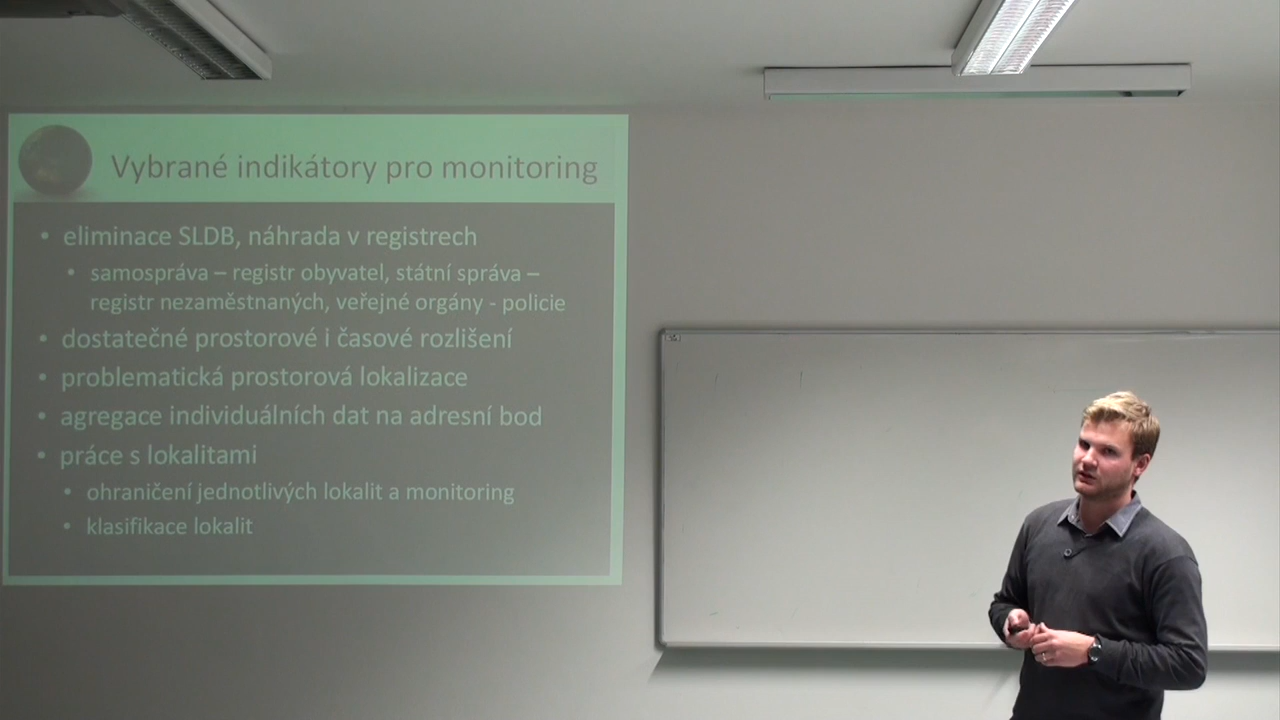 Vybrané indikátory pro monitoring
• eliminace SLDB, náhrada v registrech
• samospráva – registr obyvatel, státní správa –
registr nezaměstnaných, veřejné orgány - policie
• dostatečné prostorové i časové rozlišení
• problematická prostorová lokalizace
• agregace individuálních dat na adresní bod
• práce s lokalitami
• ohraničení jednotlivých lokalit a monitoring
• klasifikace lokalit